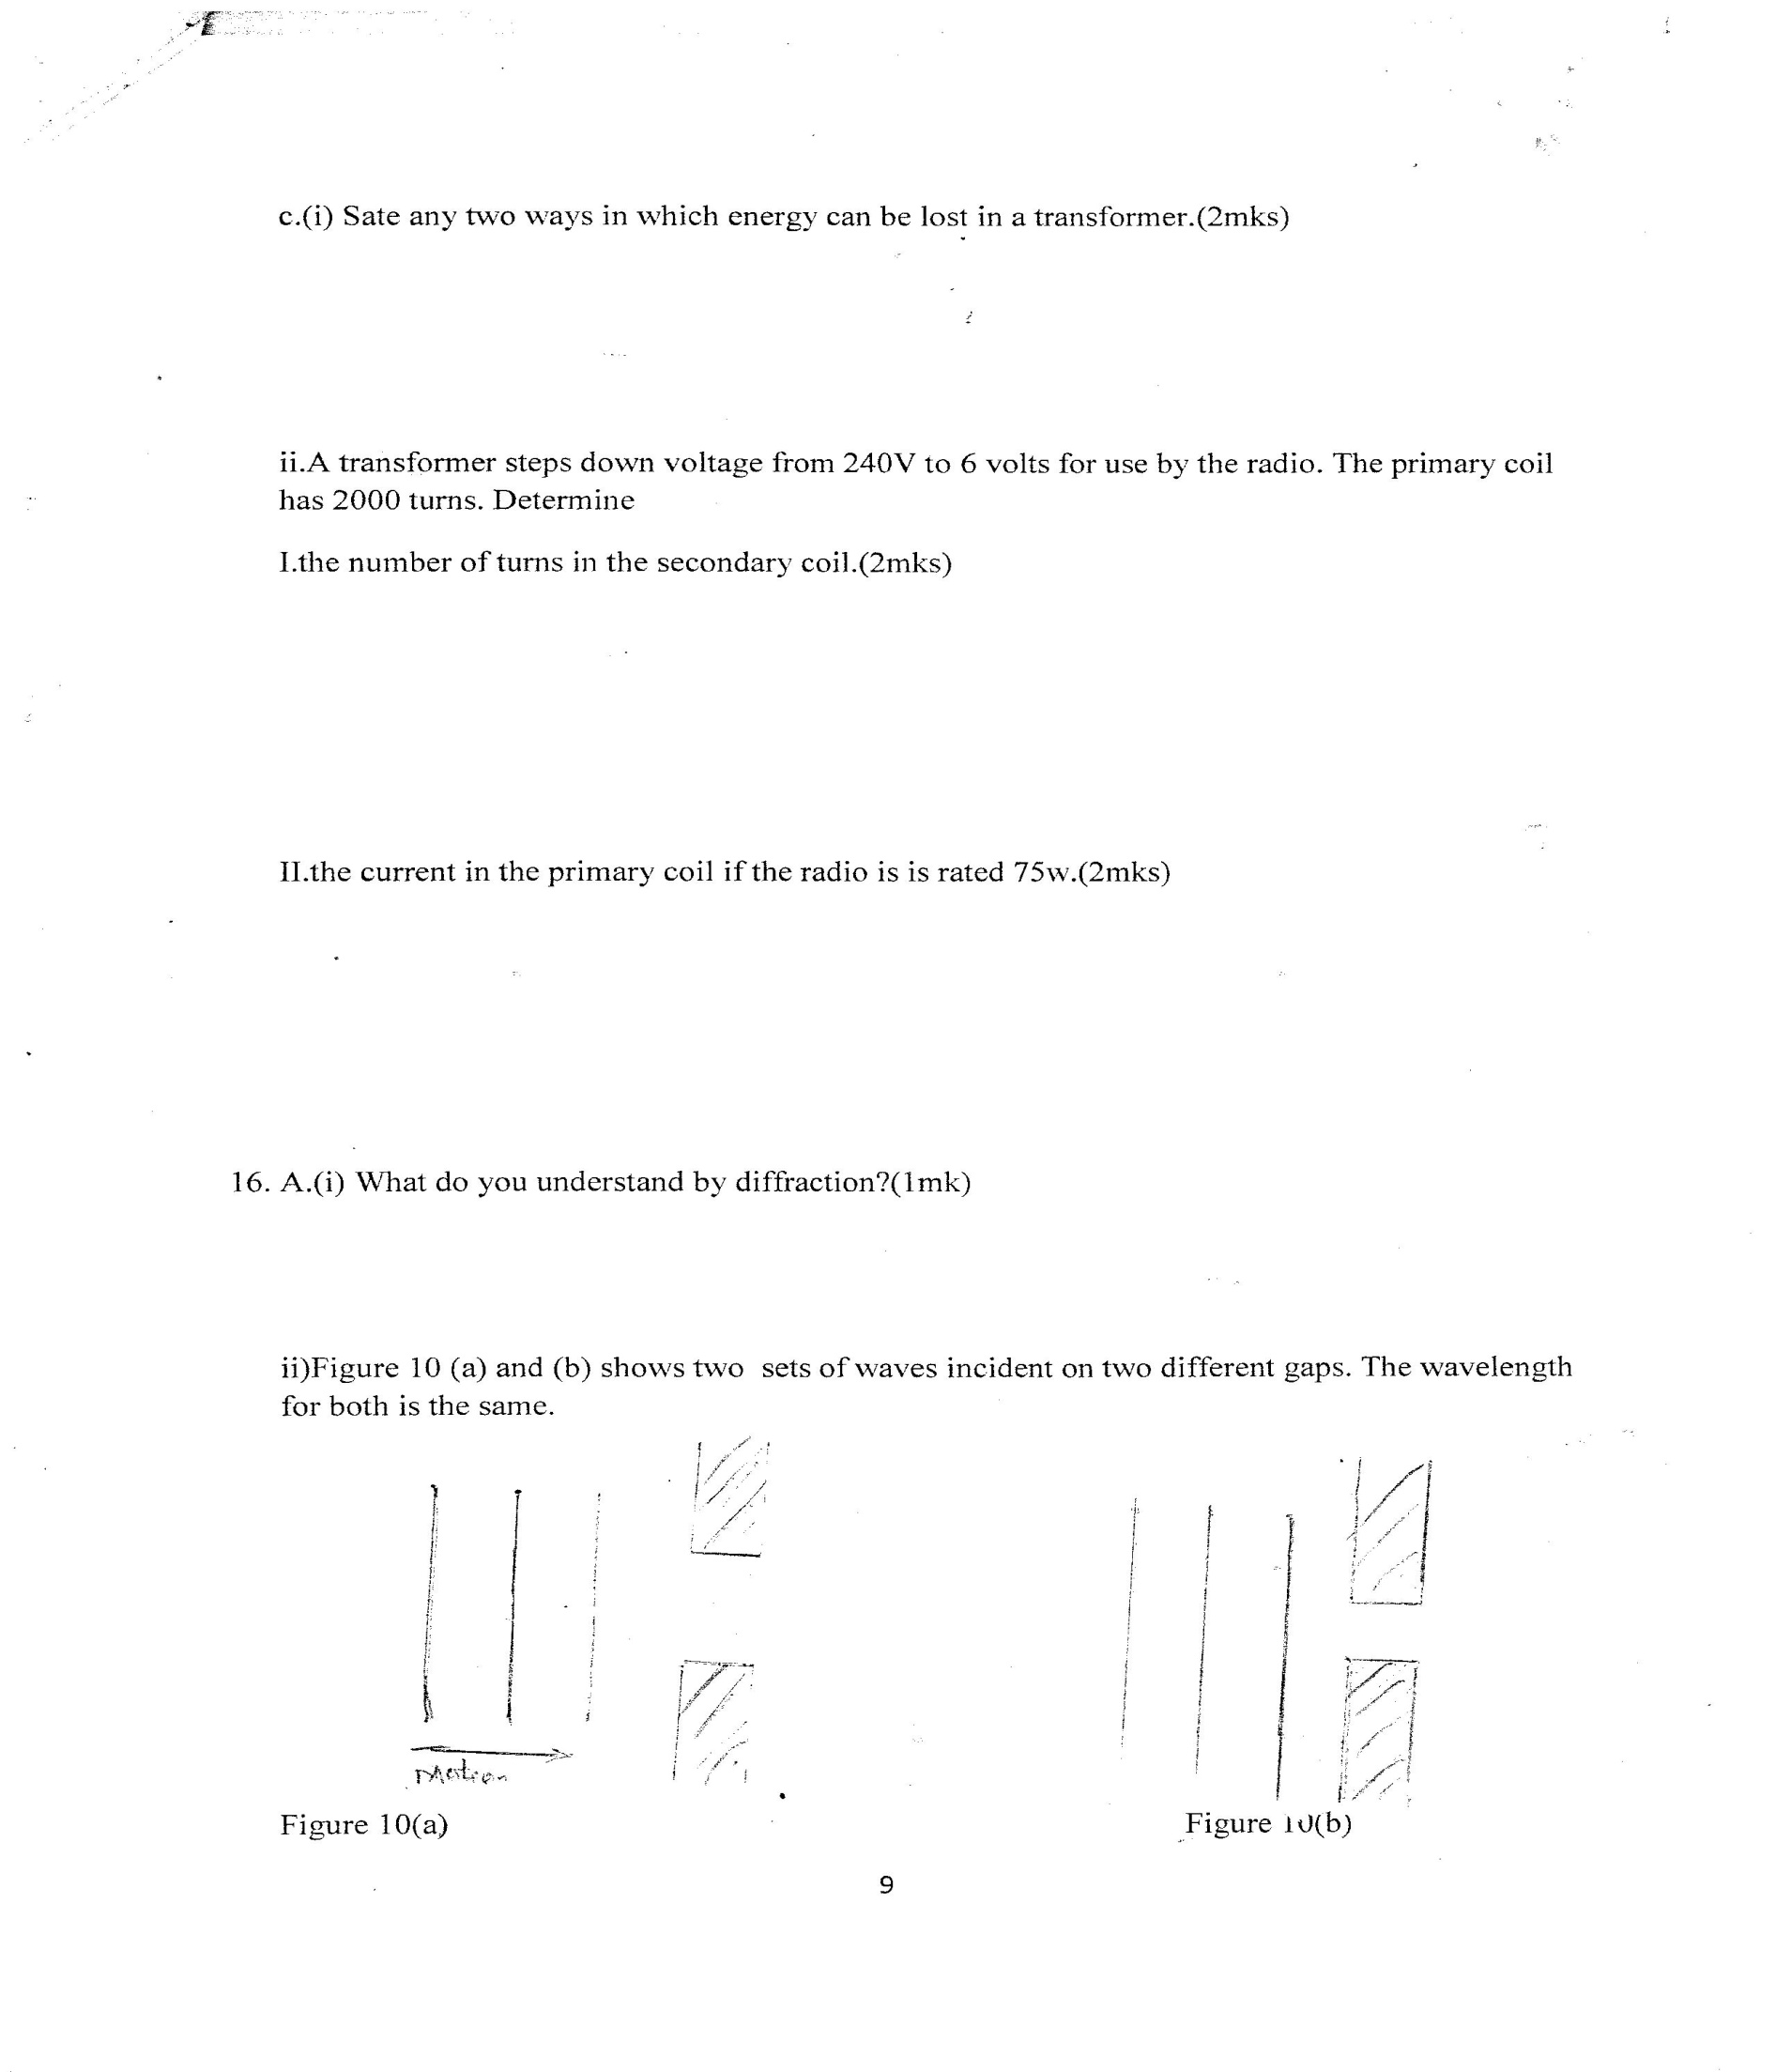 c.(i) Sate any two ways in which energy can be lost in a transformer.(2mks)
ii.A transformer steps down voltage from 240V to 6 volts for use by the radio. The primary coil
has 2000 turns. Determine
I.the number of turns in the secondary coil.(2mks)
II.the current in the primary coil if the radio is is rated 75w.(2mks)
16. A.(i) What do you understand by diffraction?(1mk)
ii)Figure 10 (a) and (b) shows two sets of waves incident on two different gaps. The wavelength
for both is the same.
Motion
Figure 10(a)
Figure 10(b)
9